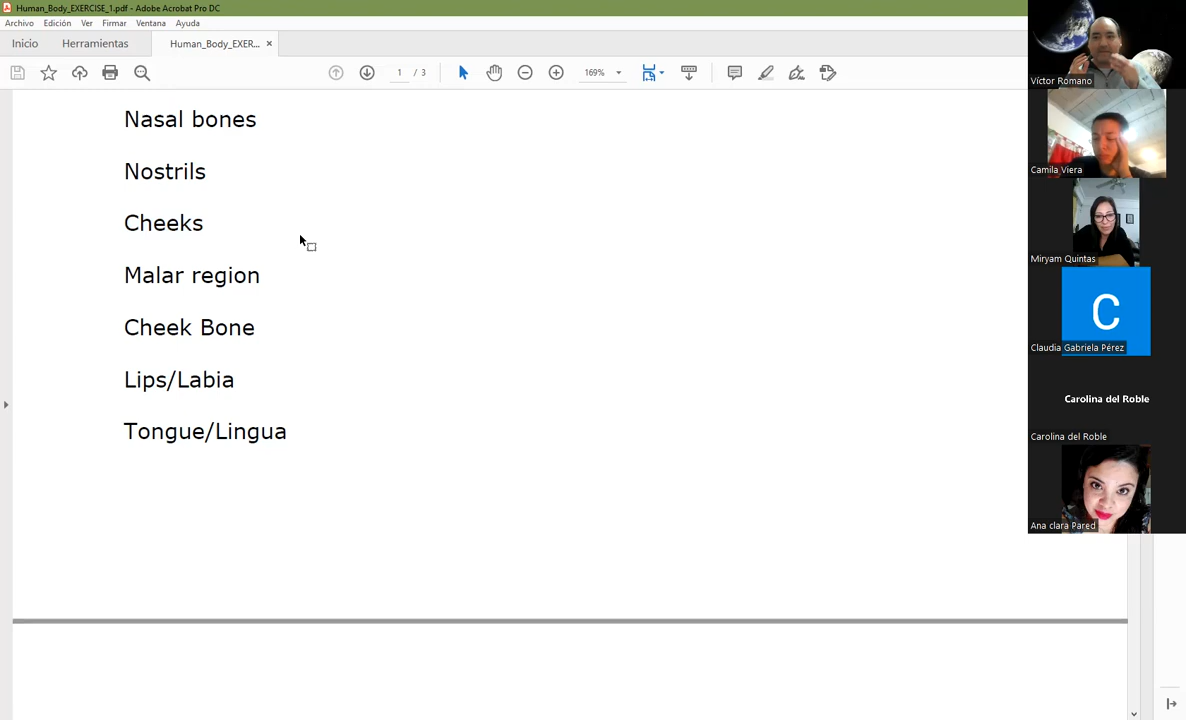 Human_Body_EXERCISE_1.pdf - Adobe Acrobat Pro DC
Archivo Edición Ver Firmar Ventana Ayuda
Inicio Herramientas Human_Body_EXER... ×
1 / 3 169%
Nasal bones
Nostrils
Cheeks
Malar region
Cheek Bone
Lips/Labia
Tongue/Lingua
Víctor Romano
Camila Viera
Miryam Quintas
C
Claudia Gabriela Pérez
Carolina del Roble
Carolina del Roble
Ana clara Pared